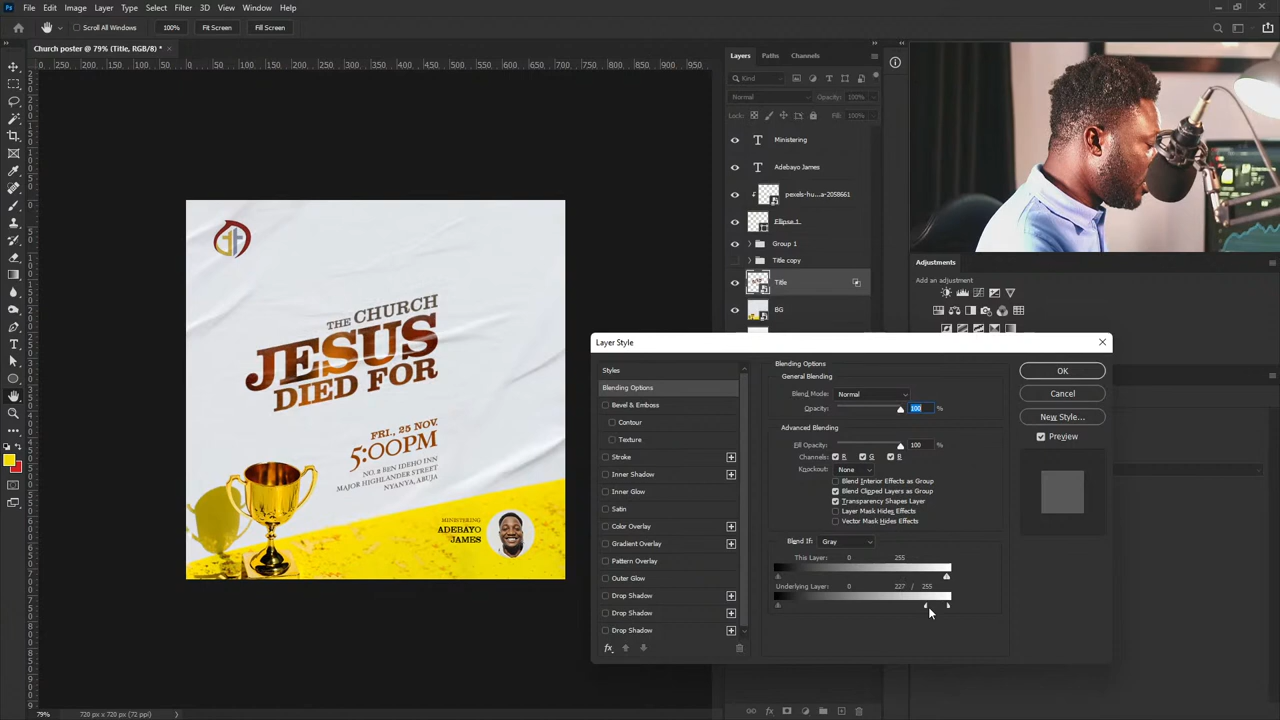 File Edit Image Layer Type Select Filter 3D View Window Help
Scroll All Windows 100% Fit Screen Fill Screen
Church poster @ 79% (Title, RGB/8) *
Layers Paths Channels
Kind
Normal Opacity: 100%
Lock: Fill: 100%
Ministering
Adebayo James
pexels-hu...a-2058661
Ellipse 1
Group 1
Title copy
Title
BG
Adjustments
Add an adjustment
THE CHURCH
JESUS
DIED FOR
FRI., 25 NOV.
5:00PM
NO. 2 BEN IDEHO INN
MAJOR HIGHLANDER STREET
NYANYA, ABUJA
MINISTERING
ADEBAYO
JAMES
Layer Style
Styles
Blending Options
Bevel & Emboss
Contour
Texture
Stroke
Inner Shadow
Inner Glow
Satin
Color Overlay
Gradient Overlay
Pattern Overlay
Outer Glow
Drop Shadow
Drop Shadow
Drop Shadow
fx
Blending Options
General Blending
Blend Mode: Normal
Opacity: 100 %
Advanced Blending
Fill Opacity: 100 %
Channels: R G B
Knockout: None
Blend Interior Effects as Group
Blend Clipped Layers as Group
Transparency Shapes Layer
Layer Mask Hides Effects
Vector Mask Hides Effects
Blend If: Gray
This Layer: 0 255
Underlying Layer: 0 227 / 255
OK
Cancel
New Style...
Preview
79% 720 px x 720 px (72 ppi)